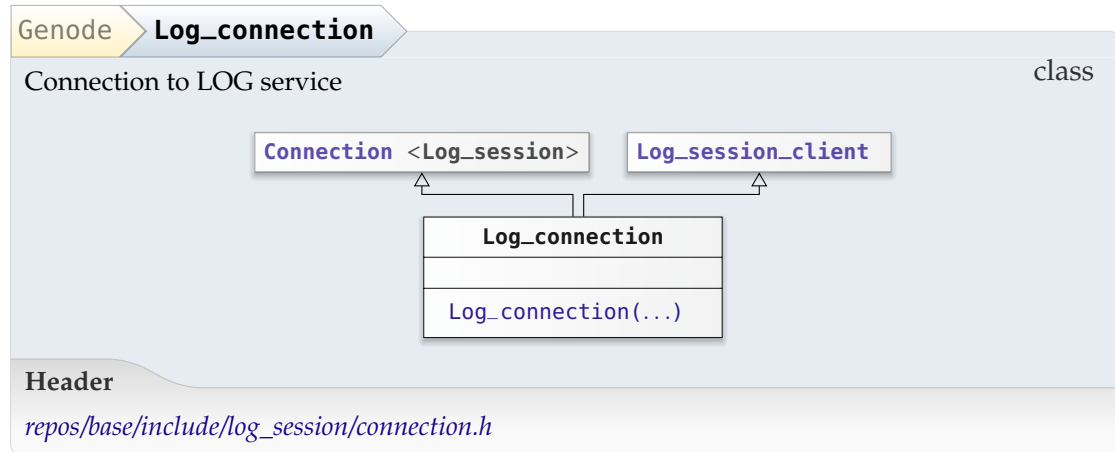 Genode Log_connection
Connection to LOG service
class
Connection <Log_session>
Log_session_client
Log_connection
Log_connection(...)
Header
repos/base/include/log_session/connection.h